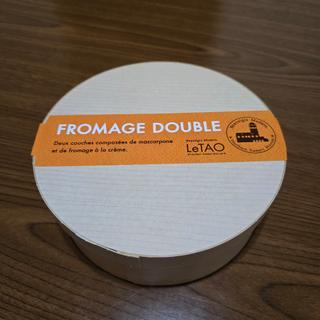 FROMAGE DOUBLE
Deux couches composées de mascarpone
et de fromage à la crème.
LeTAO